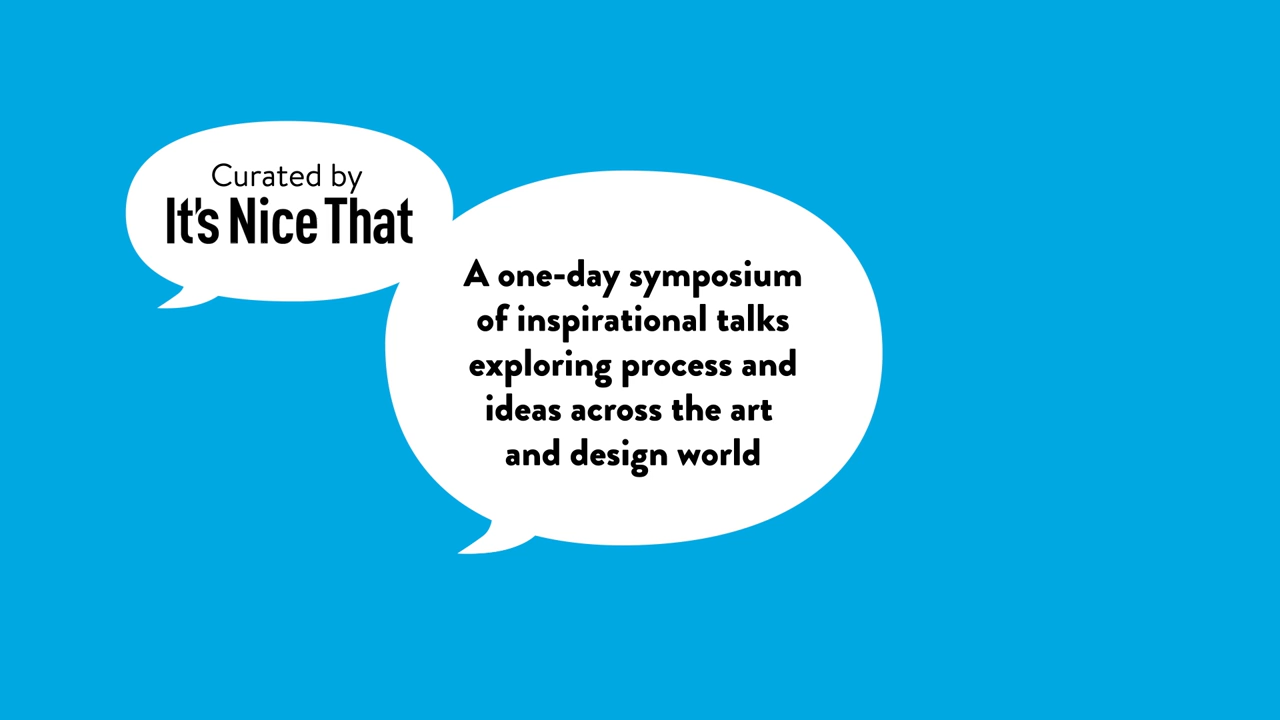 Curated by
It's Nice That
A one-day symposium
of inspirational talks
exploring process and
ideas across the art
and design world